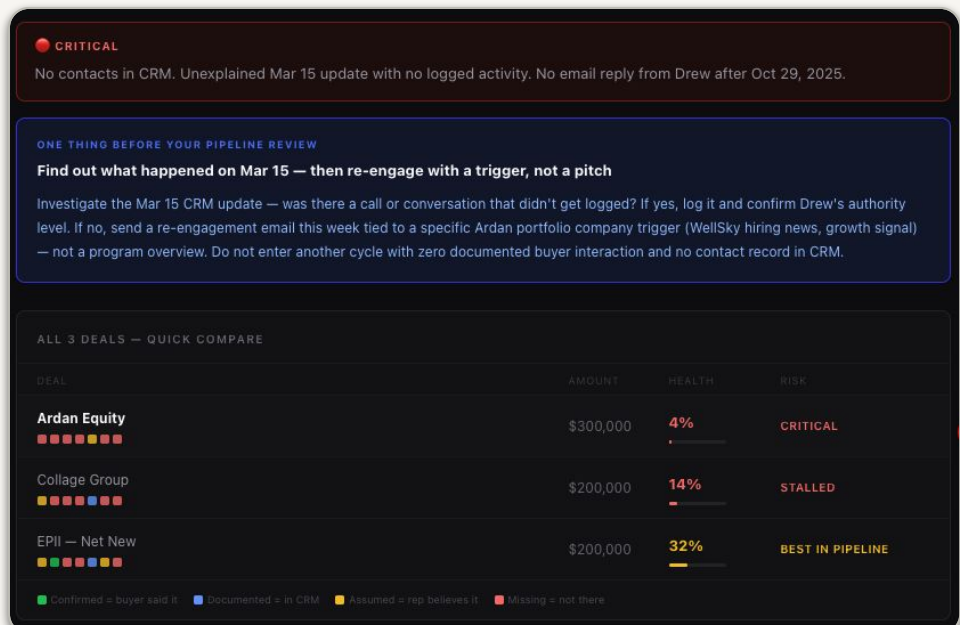 CRITICAL
No contacts in CRM. Unexplained Mar 15 update with no logged activity. No email reply from Drew after Oct 29, 2025.
ONE THING BEFORE YOUR PIPELINE REVIEW
Find out what happened on Mar 15 — then re-engage with a trigger, not a pitch
Investigate the Mar 15 CRM update — was there a call or conversation that didn't get logged? If yes, log it and confirm Drew's authority
level. If no, send a re-engagement email this week tied to a specific Ardan portfolio company trigger (WellSky hiring news, growth signal)
— not a program overview. Do not enter another cycle with zero documented buyer interaction and no contact record in CRM.
ALL 3 DEALS — QUICK COMPARE
DEAL AMOUNT HEALTH RISK
Ardan Equity $300,000 4% CRITICAL
Collage Group $200,000 14% STALLED
EPII — Net New $200,000 32% BEST IN PIPELINE
Confirmed = buyer said it Documented = in CRM Assumed = rep believes it Missing = not there